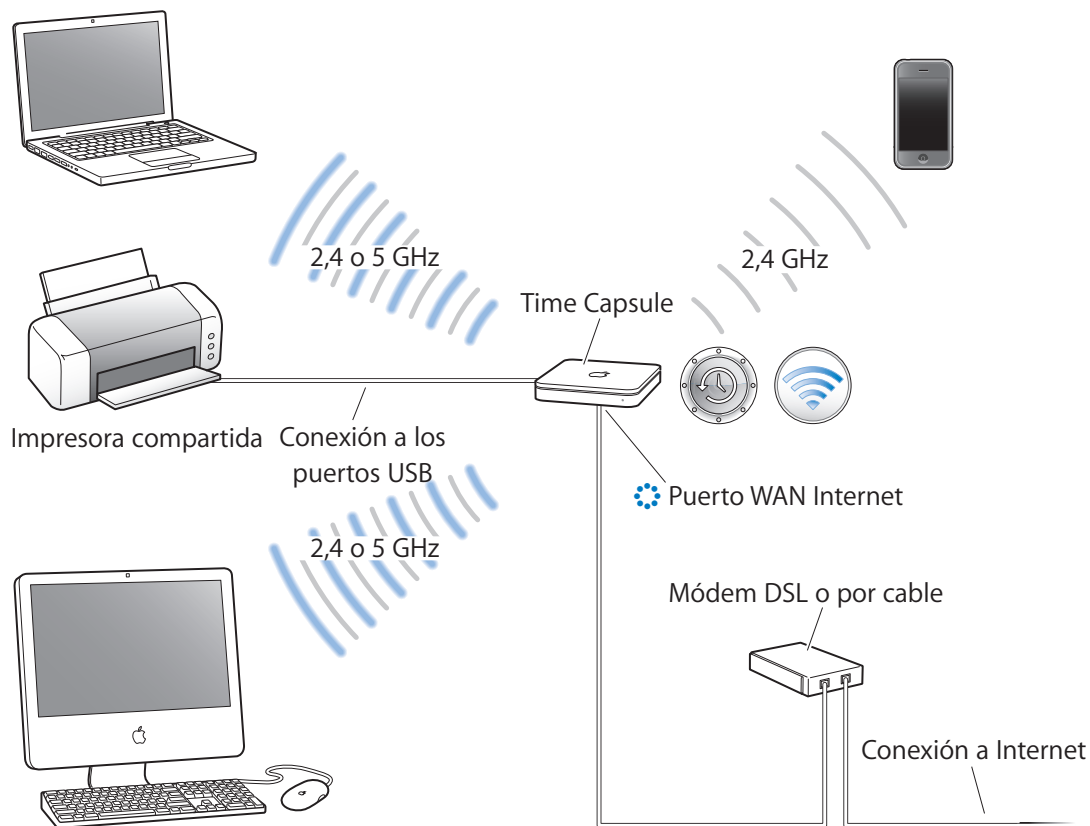 2,4 o 5 GHz
2,4 GHz
Time Capsule
Impresora compartida
Conexión a los
puertos USB
Puerto WAN Internet
2,4 o 5 GHz
Módem DSL o por cable
Conexión a Internet